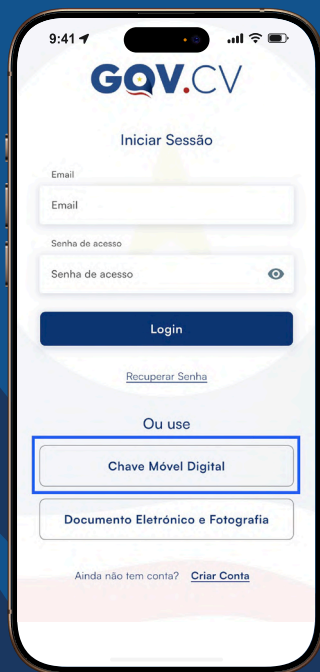 9:41
GOV.CV
Iniciar Sessão
Email
Email
Senha de acesso
Senha de acesso
Login
Recuperar Senha
Ou use
Chave Móvel Digital
Documento Eletrónico e Fotografia
Ainda não tem conta? Criar Conta